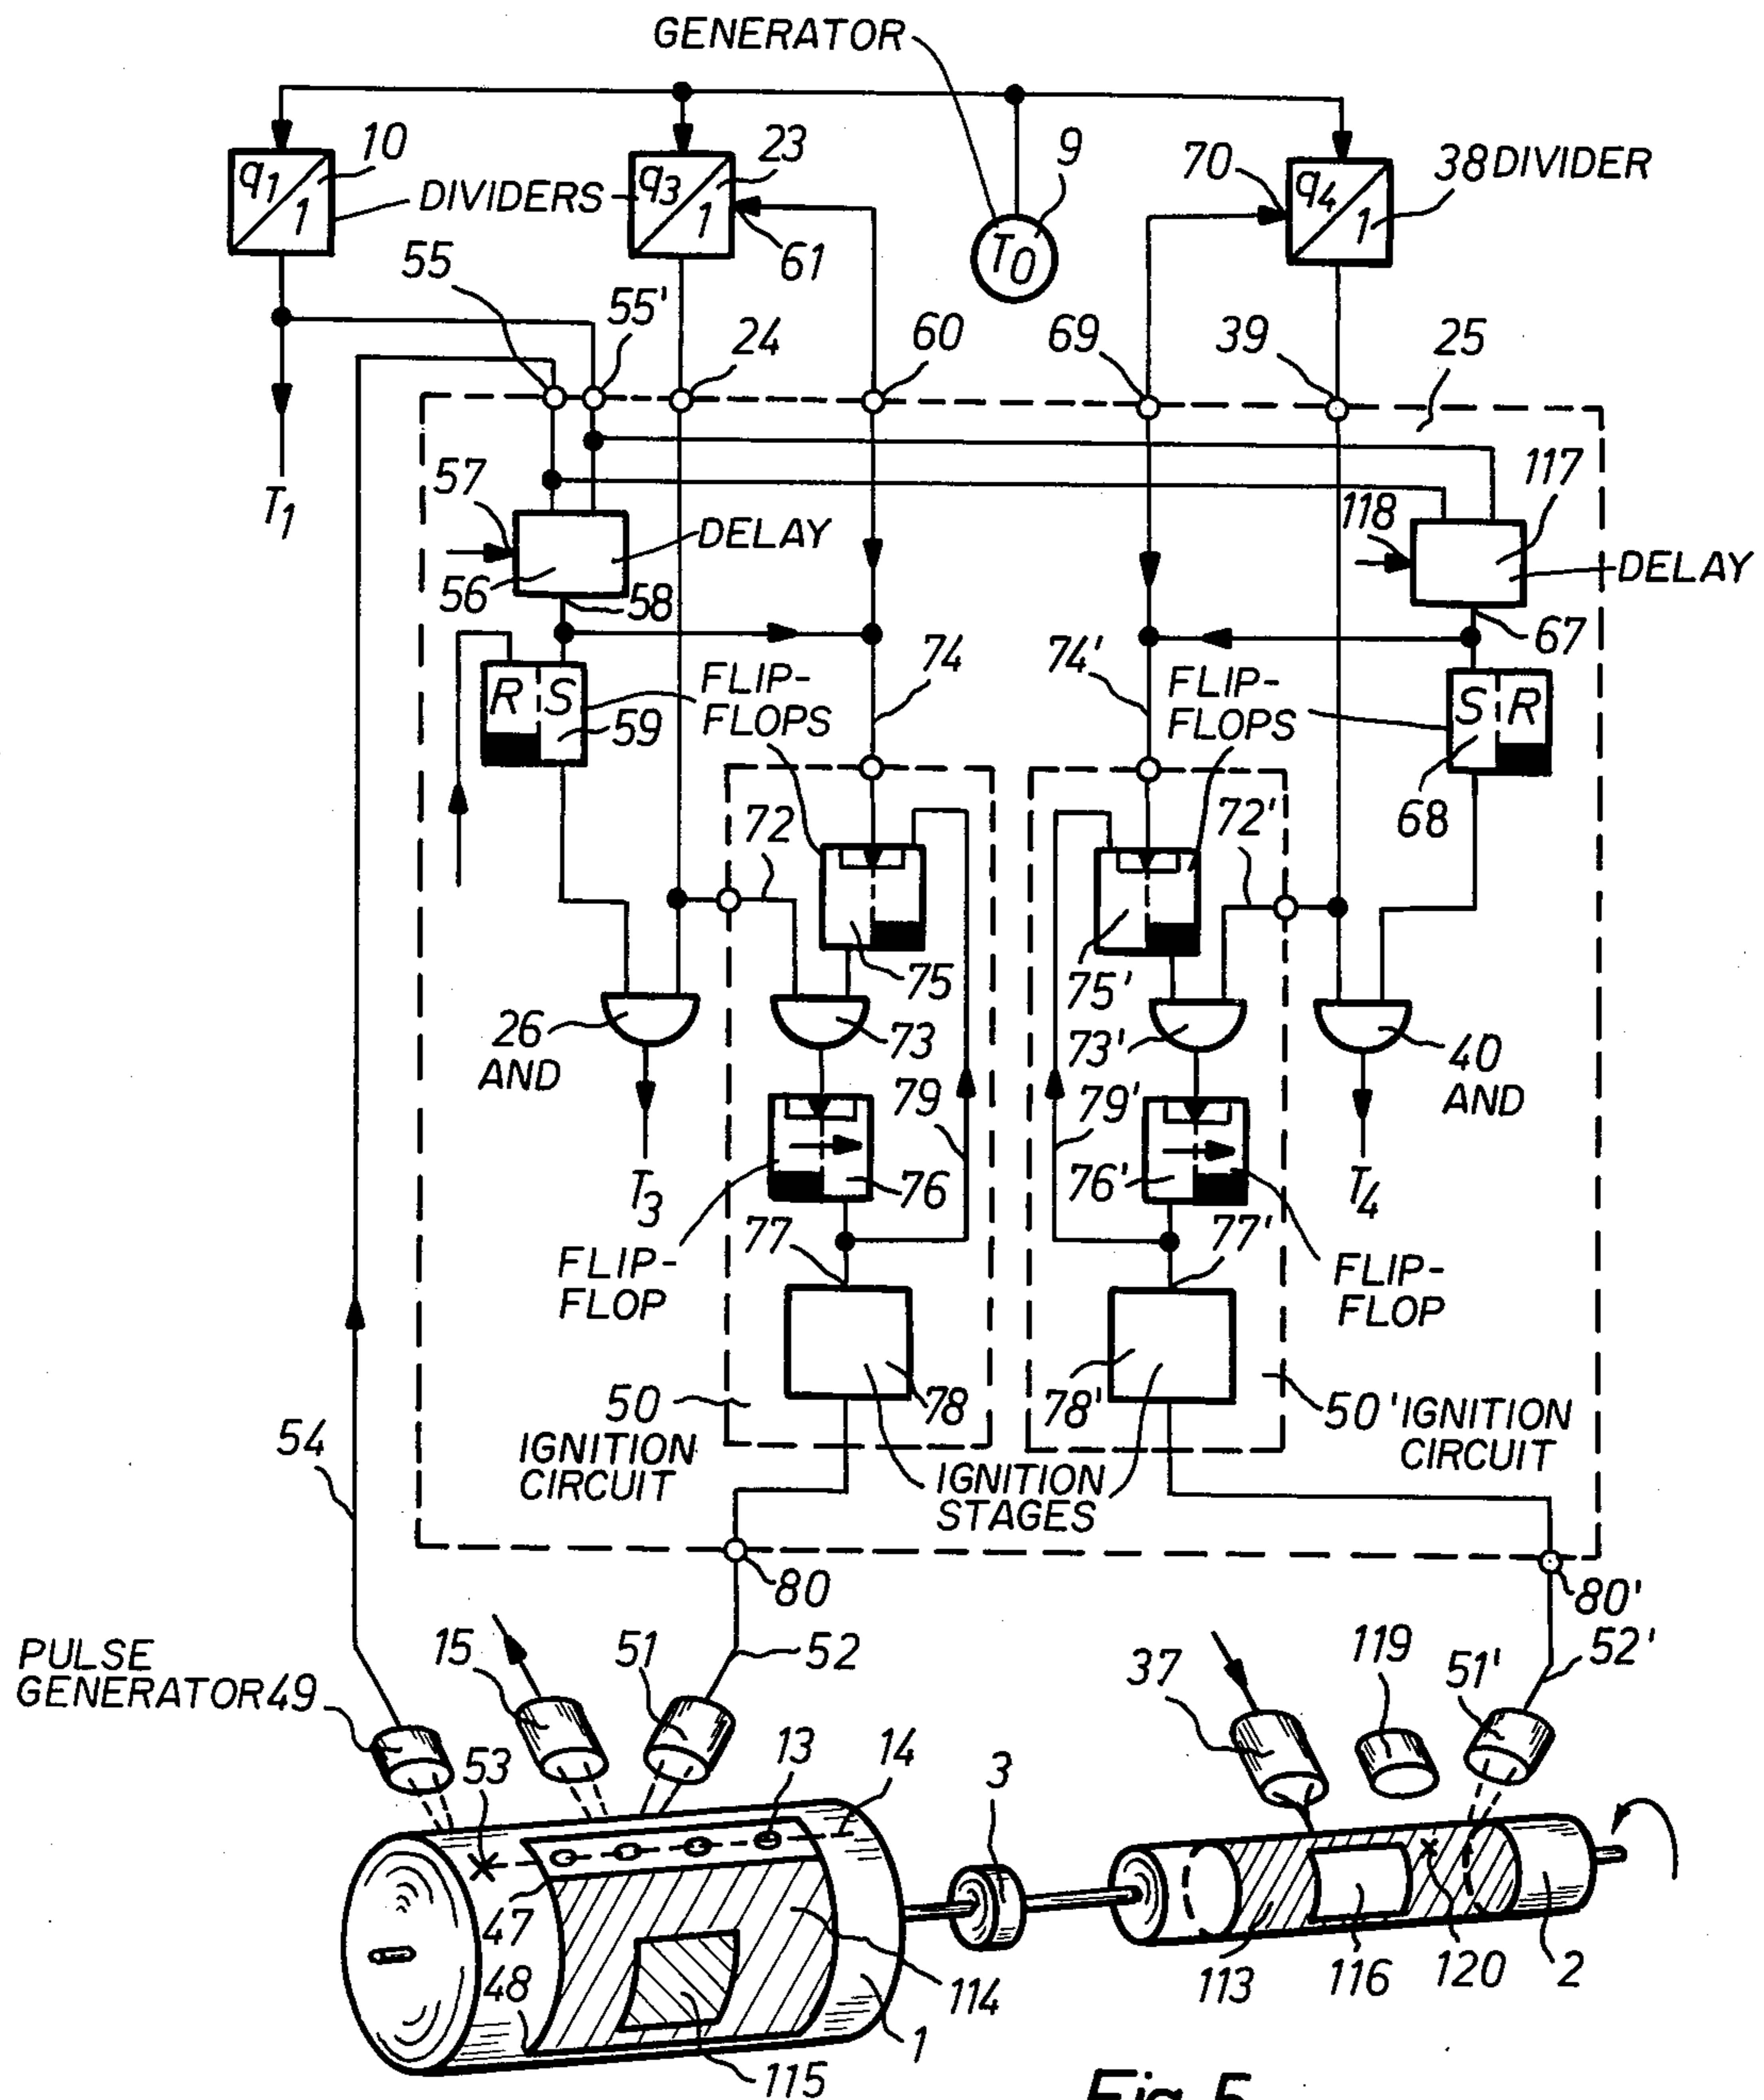 GENERATOR
q1/1
10
DIVIDERS
q3/1
23
61
9
T0
70
q4/1
38 DIVIDER
55
55'
24
60
69
39
25
T1
57
56
DELAY
58
117
118
DELAY
67
R S
59
FLIP-
FLOPS
74
74'
FLIP-
FLOPS
S R
68
72
72'
75
75'
26
AND
73
73'
40
AND
79
79'
T3
76
76'
T4
77
77'
FLIP-
FLOP
FLIP-
FLOP
50
IGNITION
CIRCUIT
78
78'
50' IGNITION
CIRCUIT
IGNITION
STAGES
54
80
80'
PULSE
GENERATOR 49
15
51
52
37
119
51'
52'
53
13
14
3
47
48
114
1
115
113
116
120
2
Fig. 5